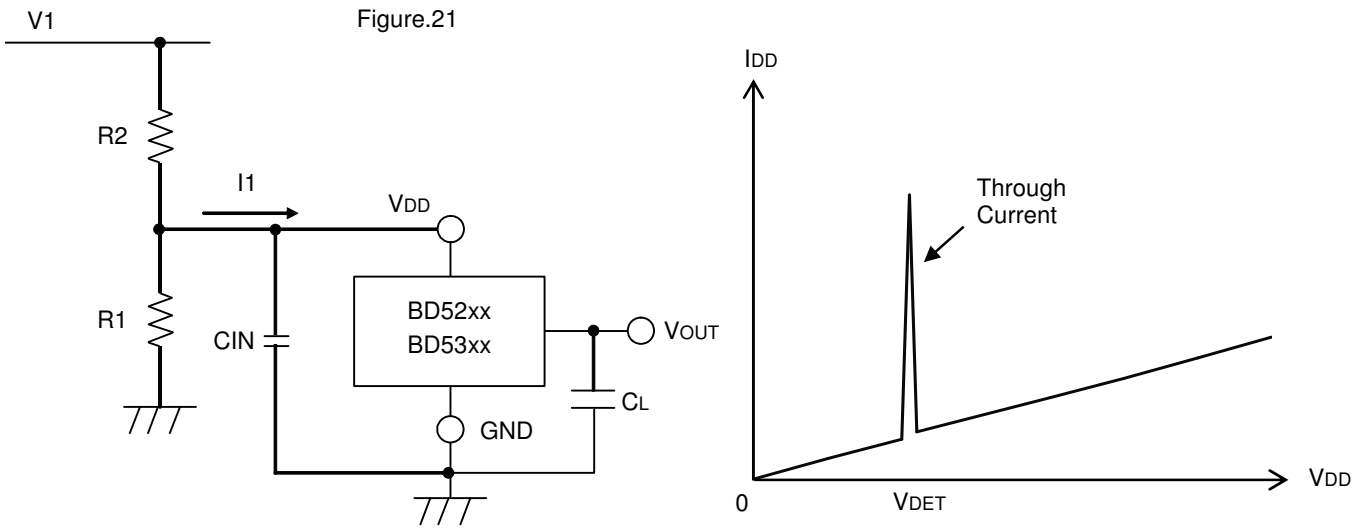 Figure.21
V1
R2
I1
VDD
R1
CIN
BD52xx
BD53xx
VOUT
CL
GND
IDD
Through
Current
0
VDET
VDD